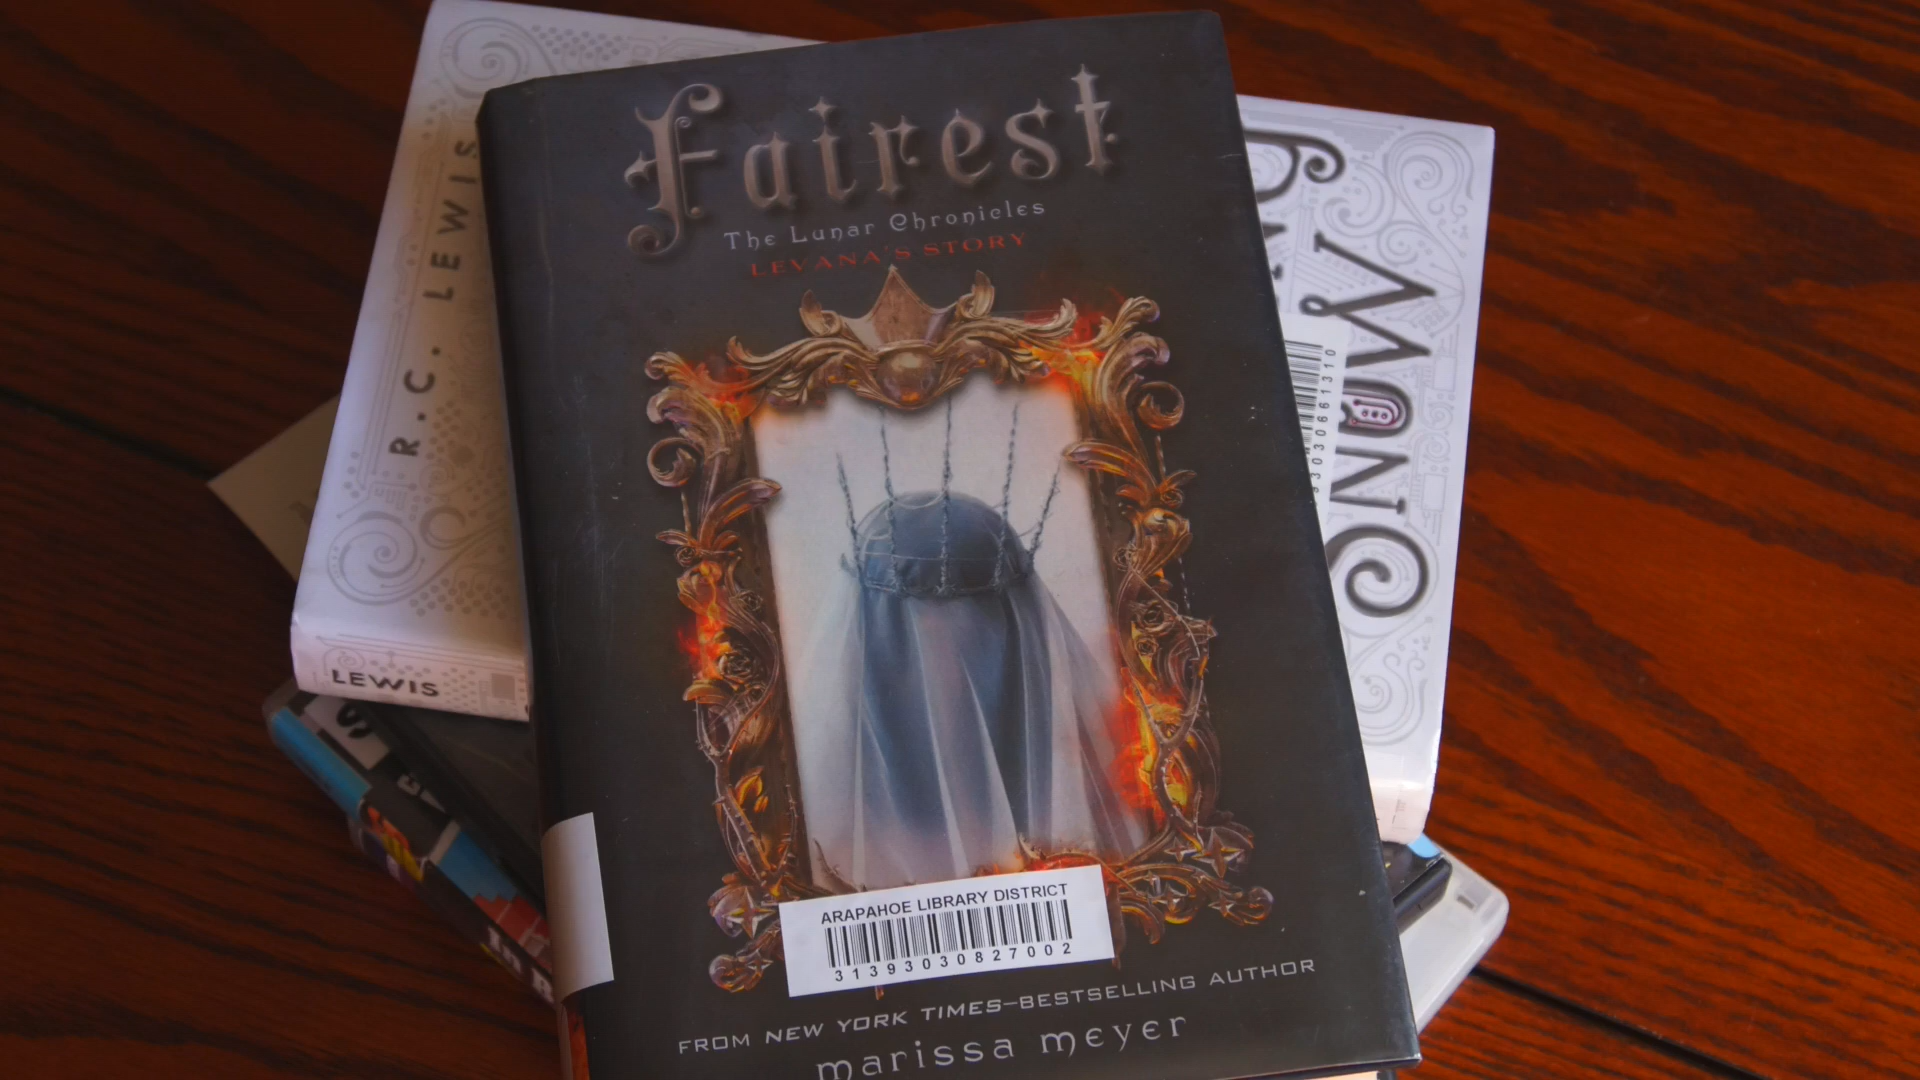 Fairest
The Lunar Chronicles
LEVANA'S STORY
ARAPAHOE LIBRARY DISTRICT
31393030827002
FROM NEW YORK TIMES–BESTSELLING AUTHOR
marissa meyer
R.C. LEWIS
LEWIS
SNOW